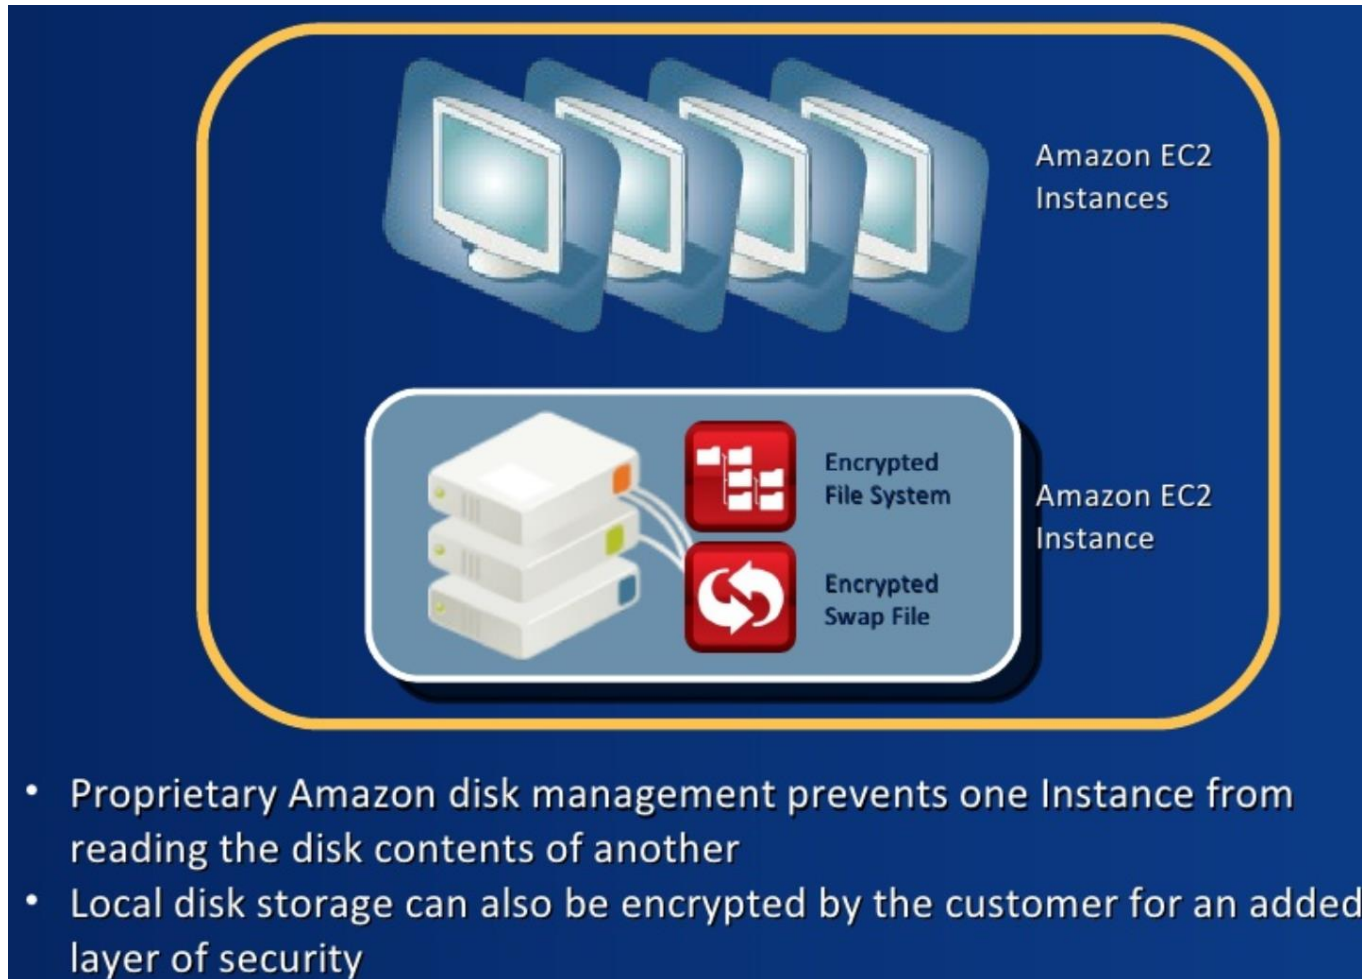 Amazon EC2
Instances
Encrypted
File System
Amazon EC2
Instance
Encrypted
Swap File
• Proprietary Amazon disk management prevents one Instance from
reading the disk contents of another
• Local disk storage can also be encrypted by the customer for an added
layer of security